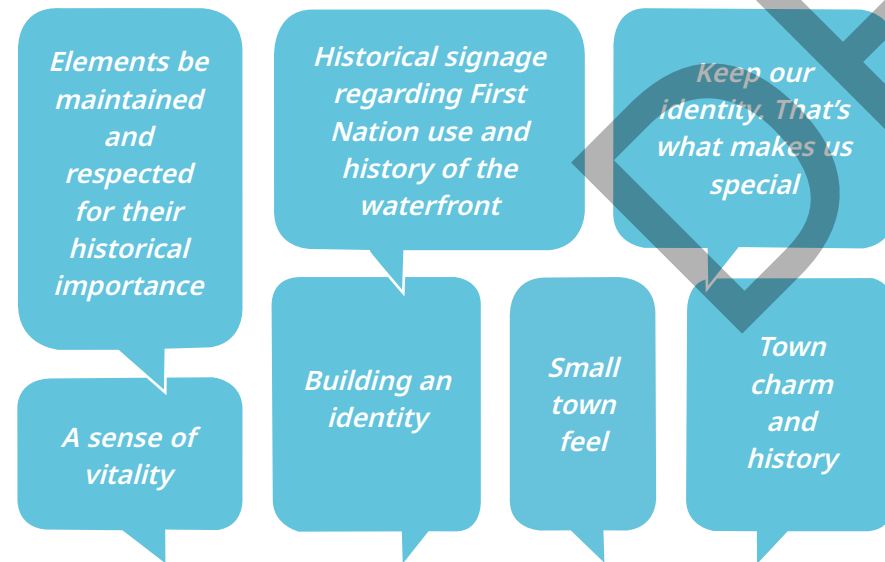 Elements be
maintained
and
respected
for their
historical
importance
Historical signage
regarding First
Nation use and
history of the
waterfront
Keep our
identity. That's
what makes us
special
A sense of
vitality
Building an
identity
Small
town
feel
Town
charm
and
history